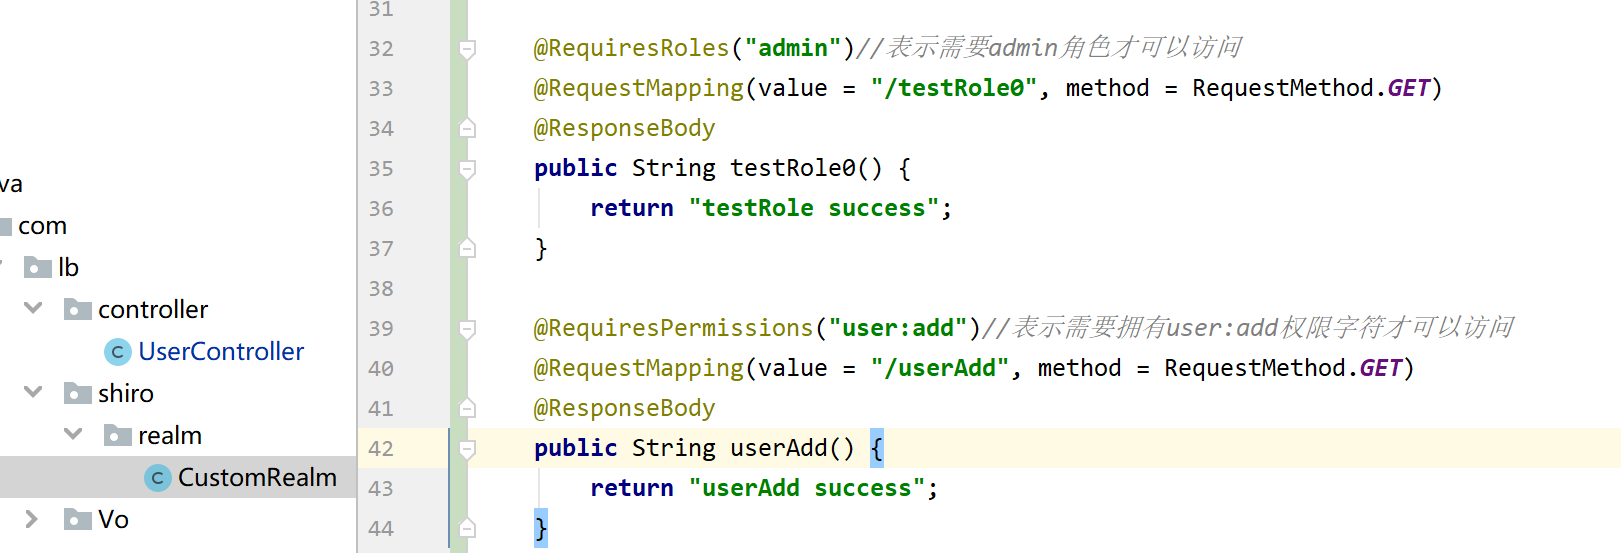 va
com
lb
controller
UserController
shiro
realm
CustomRealm
Vo
31
32 @RequiresRoles("admin")//表示需要admin角色才可以访问
33 @RequestMapping(value = "/testRole0", method = RequestMethod.GET)
34 @ResponseBody
35 public String testRole0() {
36 return "testRole success";
37 }
38
39 @RequiresPermissions("user:add")//表示需要拥有user:add权限字符才可以访问
40 @RequestMapping(value = "/userAdd", method = RequestMethod.GET)
41 @ResponseBody
42 public String userAdd() {
43 return "userAdd success";
44 }